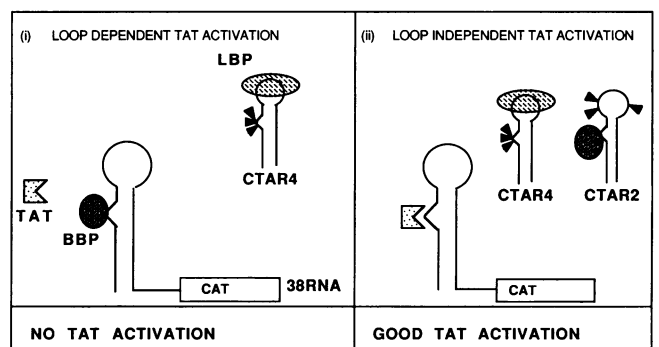 (i) LOOP DEPENDENT TAT ACTIVATION
LBP
CTAR4
TAT
BBP
CAT
38RNA
NO TAT ACTIVATION
(ii) LOOP INDEPENDENT TAT ACTIVATION
CTAR4
CTAR2
CAT
GOOD TAT ACTIVATION